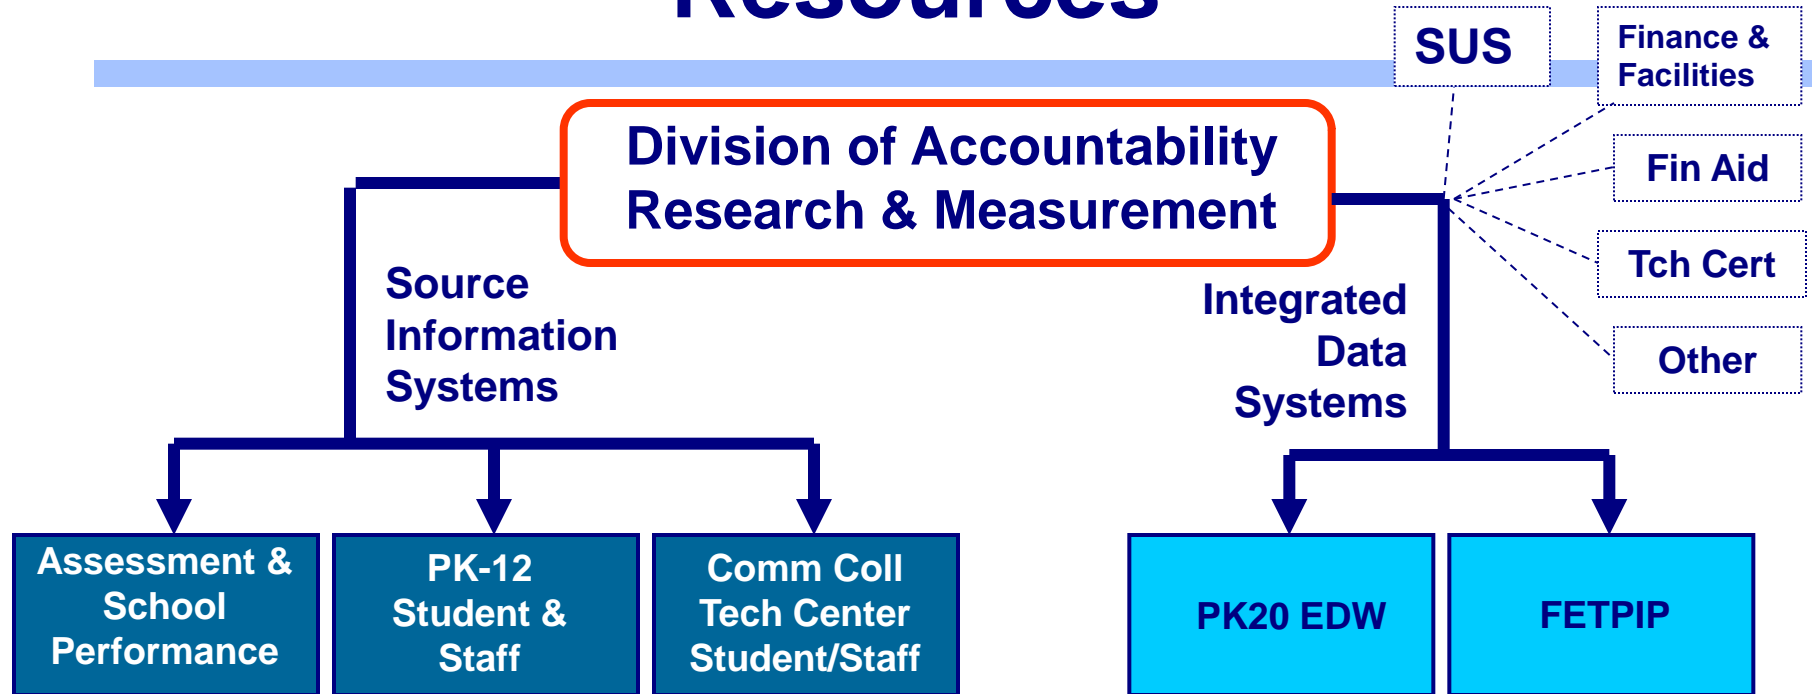 Resources
SUS
Finance &
Facilities
Division of Accountability
Research & Measurement
Fin Aid
Tch Cert
Other
Source
Information
Systems
Integrated
Data
Systems
Assessment &
School
Performance
PK-12
Student &
Staff
Comm Coll
Tech Center
Student/Staff
PK20 EDW
FETPIP